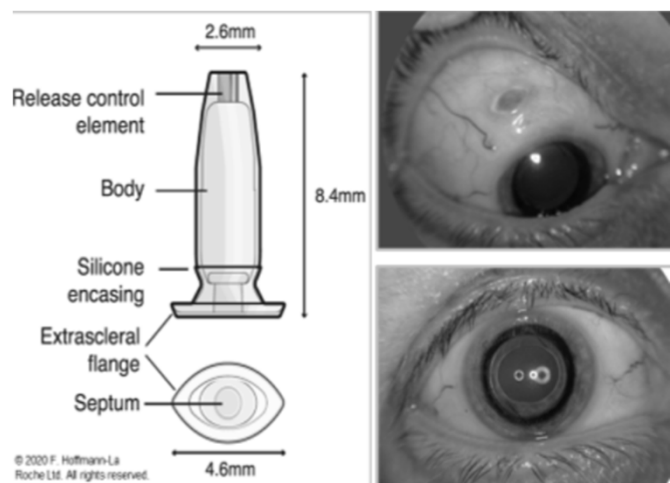 2.6mm
Release control
element
Body
8.4mm
Silicone
encasing
Extrascleral
flange
Septum
4.6mm
© 2020 F. Hoffmann-La
Roche Ltd. All rights reserved.